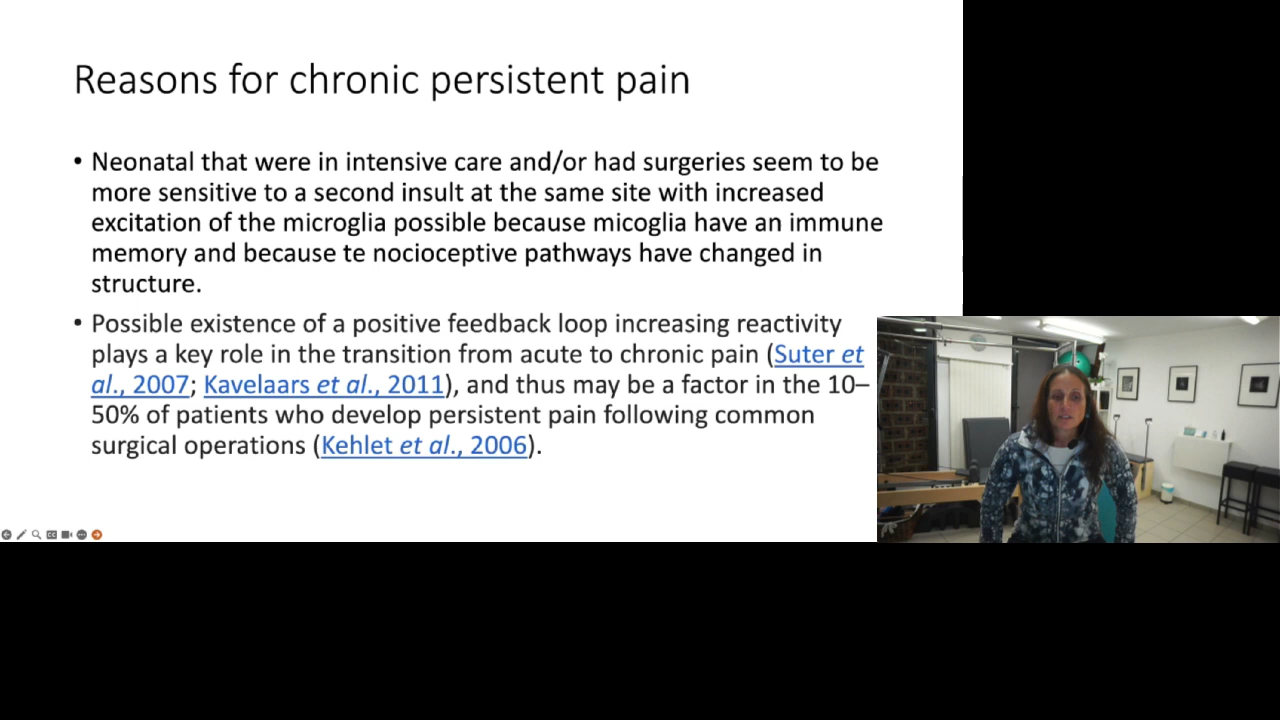 Reasons for chronic persistent pain
• Neonatal that were in intensive care and/or had surgeries seem to be
more sensitive to a second insult at the same site with increased
excitation of the microglia possible because micoglia have an immune
memory and because te nocioceptive pathways have changed in
structure.
• Possible existence of a positive feedback loop increasing reactivity
plays a key role in the transition from acute to chronic pain (Suter et
al., 2007; Kavelaars et al., 2011), and thus may be a factor in the 10–
50% of patients who develop persistent pain following common
surgical operations (Kehlet et al., 2006).